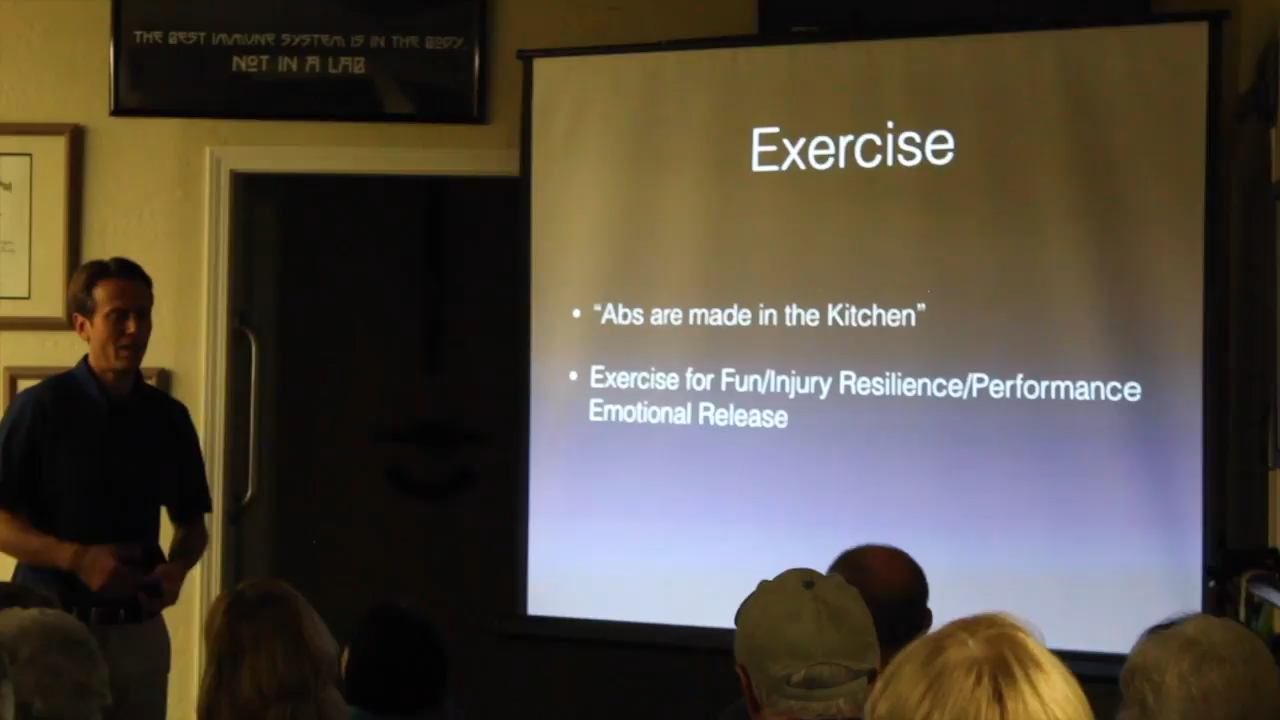 THE BEST IMMUNE SYSTEM IS IN THE BODY,
NOT IN A LAB
Exercise
• “Abs are made in the Kitchen”
• Exercise for Fun/Injury Resilience/Performance
Emotional Release